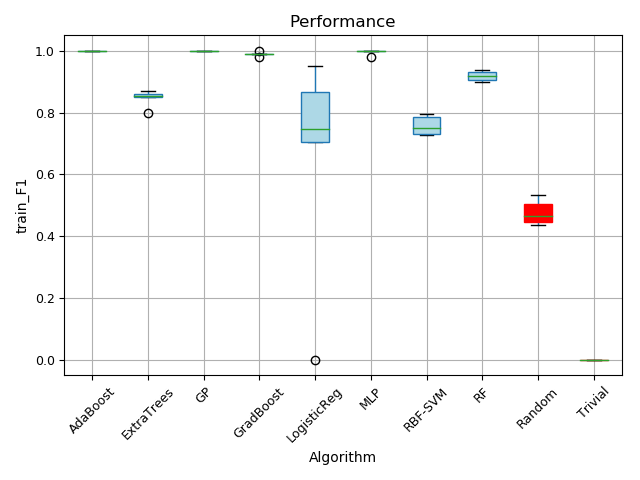 Performance
1.0
0.8
0.6
0.4
0.2
0.0
train_F1
AdaBoost
ExtraTrees
GP
GradBoost
LogisticReg
MLP
RBF-SVM
RF
Random
Trivial
Algorithm